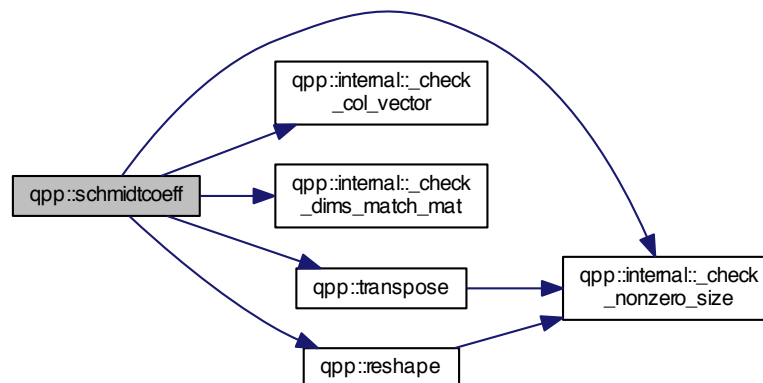 qpp::internal::_check
_col_vector
qpp::schmidtcoeff
qpp::internal::_check
_dims_match_mat
qpp::transpose
qpp::internal::_check
_nonzero_size
qpp::reshape